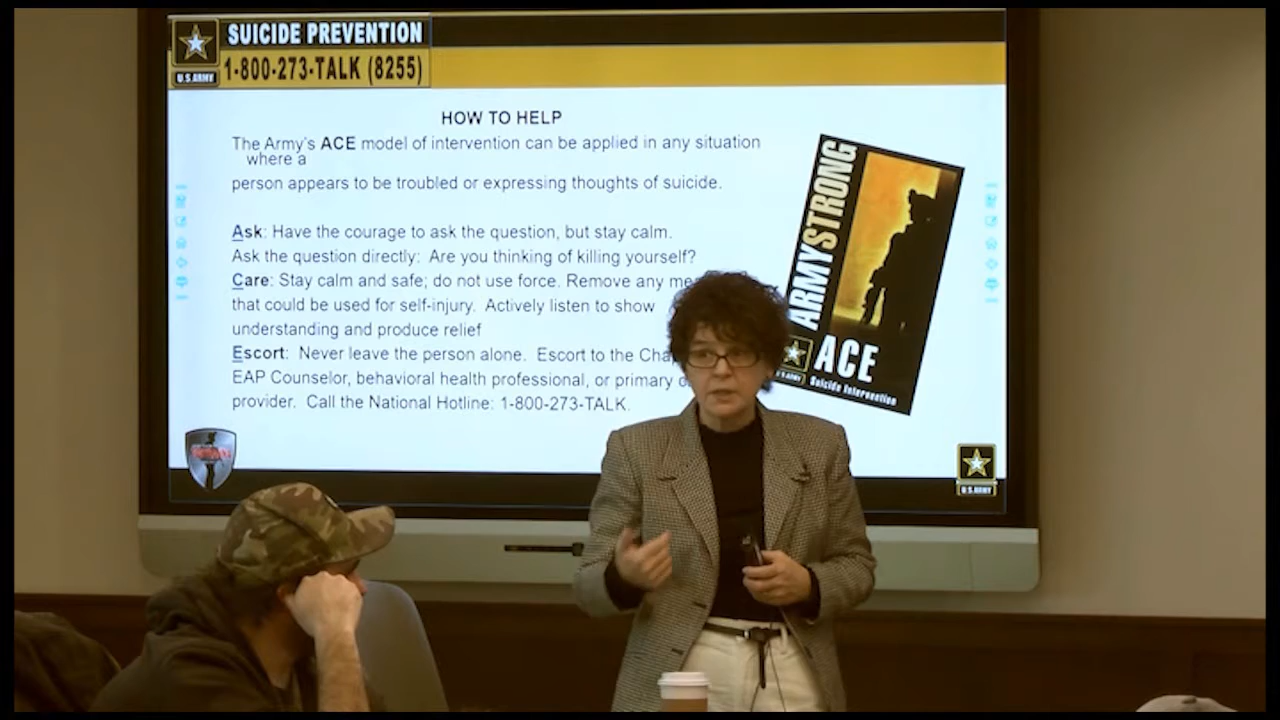 SUICIDE PREVENTION
U.S.ARMY 1-800-273-TALK (8255)
HOW TO HELP
The Army's ACE model of intervention can be applied in any situation
where a
person appears to be troubled or expressing thoughts of suicide.
Ask: Have the courage to ask the question, but stay calm.
Ask the question directly: Are you thinking of killing yourself?
Care: Stay calm and safe; do not use force. Remove any
that could be used for self-injury. Actively listen to show
understanding and produce relief
Escort: Never leave the person alone. Escort to the
EAP Counselor, behavioral health professional, or primary
provider. Call the National Hotline: 1-800-273-TALK.
ARMY STRONG
ACE
Suicide Intervention
U.S.ARMY
U.S.ARMY